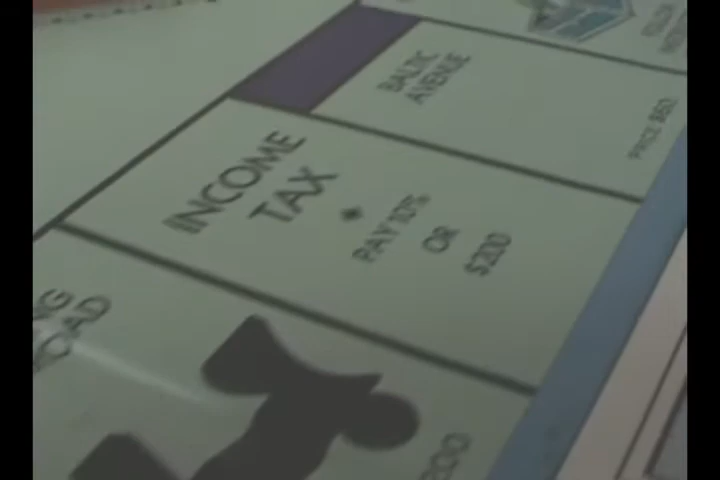 BALTIC
AVENUE
PRICE $60
INCOME
TAX
PAY 10%
OR
$200